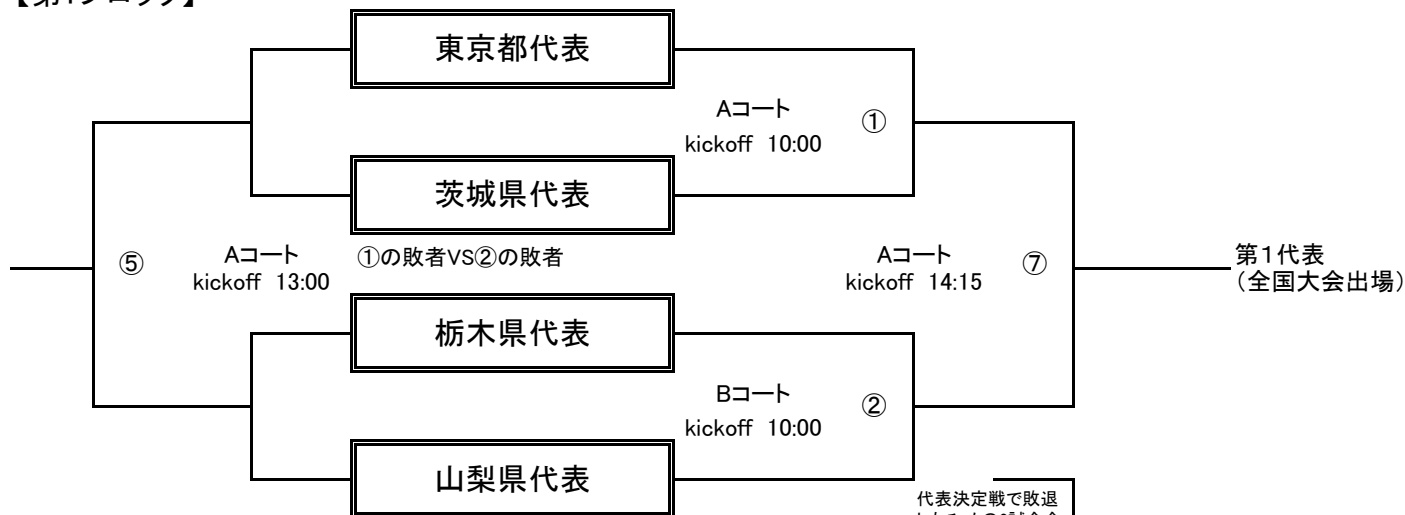 東京都代表
Aコート
kickoff 10:00
①
茨城県代表
⑤
Aコート
kickoff 13:00
①の敗者VS②の敗者
Aコート
kickoff 14:15
⑦
第1代表
（全国大会出場）
栃木県代表
Bコート
kickoff 10:00
②
山梨県代表
代表決定戦で敗退